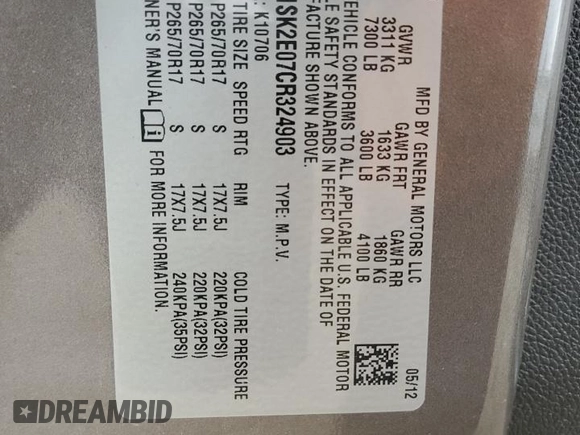 MFD BY GENERAL MOTORS LLC 05/12
GVWR GAWR FRT GAWR RR
3311 KG 1633 KG 1860 KG
7300 LB 3600 LB 4100 LB
VEHICLE CONFORMS TO ALL APPLICABLE U.S. FEDERAL MOTOR
LE SAFETY STANDARDS IN EFFECT ON THE DATE OF
FACTURE SHOWN ABOVE.
SK2E07CR324903 TYPE: M.P.V.
: K10706
TIRE SIZE SPEED RTG RIM COLD TIRE PRESSURE
P265/70R17 S 17X7.5J 220KPA(32PSI)
P265/70R17 S 17X7.5J 220KPA(32PSI)
P265/70R17 S 17X7.5J 240KPA(35PSI)
NER'S MANUAL FOR MORE INFORMATION.
DREAMBID